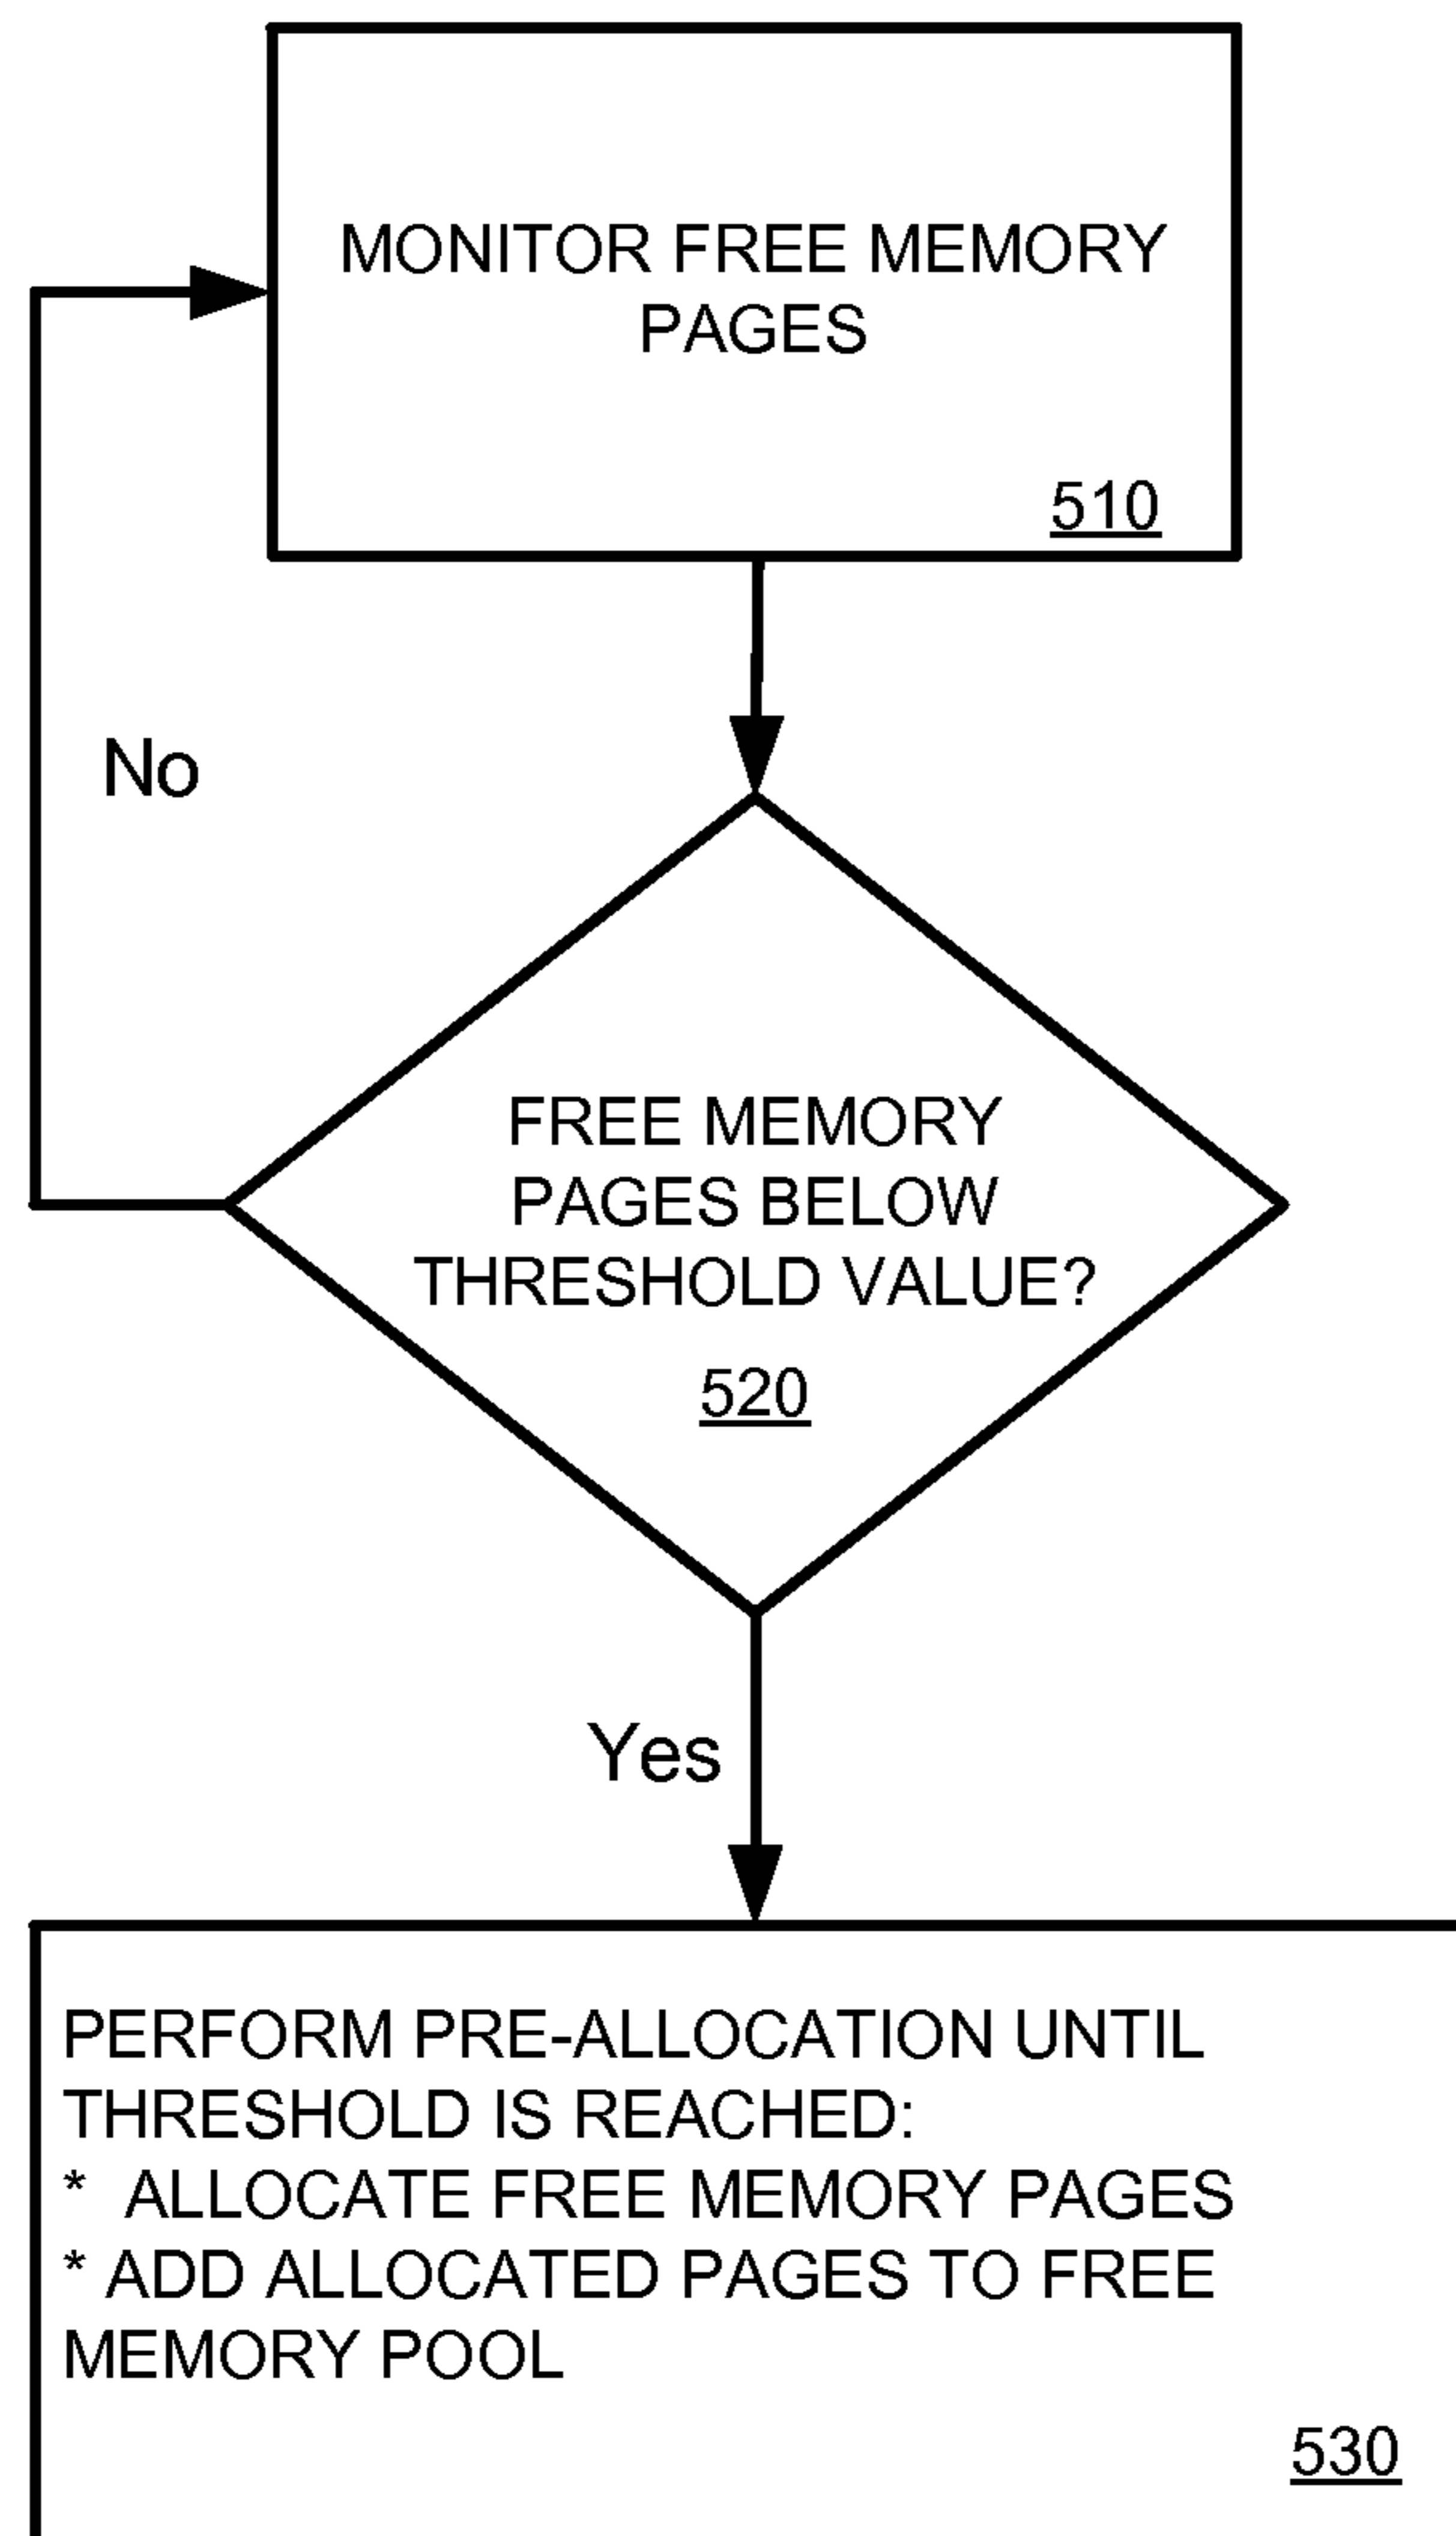 MONITOR FREE MEMORY
PAGES
510
No
FREE MEMORY
PAGES BELOW
THRESHOLD VALUE?
520
Yes
PERFORM PRE-ALLOCATION UNTIL
THRESHOLD IS REACHED:
* ALLOCATE FREE MEMORY PAGES
* ADD ALLOCATED PAGES TO FREE
MEMORY POOL
530